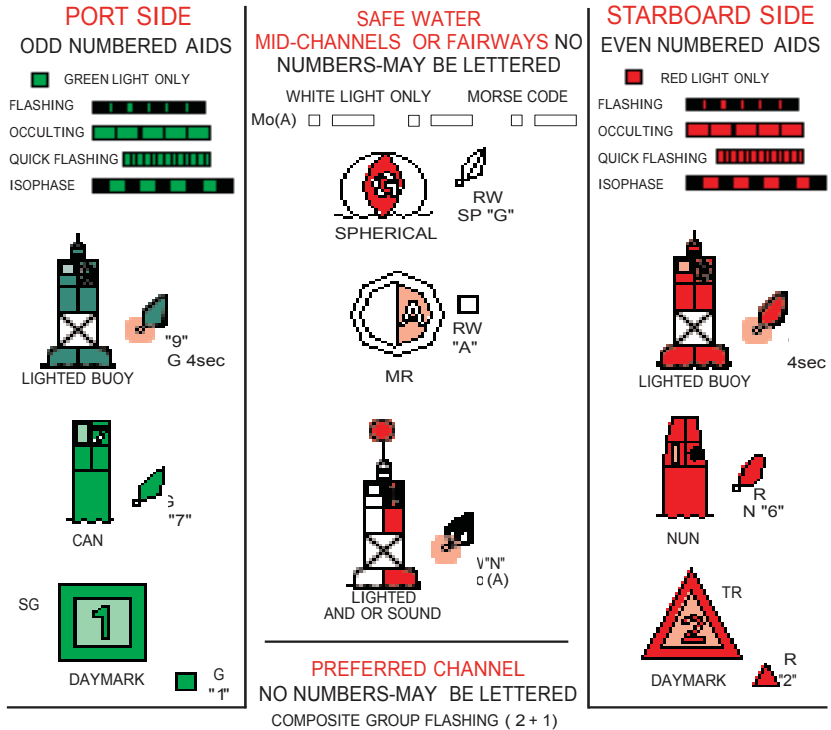 PORT SIDE
ODD NUMBERED AIDS
GREEN LIGHT ONLY
FLASHING
OCCULTING
QUICK FLASHING
ISOPHASE
"9"
G 4sec
LIGHTED BUOY
"7"
CAN
SG
1
DAYMARK
G
"1"
SAFE WATER
MID-CHANNELS OR FAIRWAYS NO
NUMBERS-MAY BE LETTERED
WHITE LIGHT ONLY MORSE CODE
Mo(A)
G
RW
SP "G"
SPHERICAL
A
RW
"A"
MR
"N"
(A)
LIGHTED
AND OR SOUND
PREFERRED CHANNEL
NO NUMBERS-MAY BE LETTERED
COMPOSITE GROUP FLASHING ( 2 + 1)
STARBOARD SIDE
EVEN NUMBERED AIDS
RED LIGHT ONLY
FLASHING
OCCULTING
QUICK FLASHING
ISOPHASE
4sec
LIGHTED BUOY
R
N "6"
NUN
TR
2
DAYMARK
R
"2"